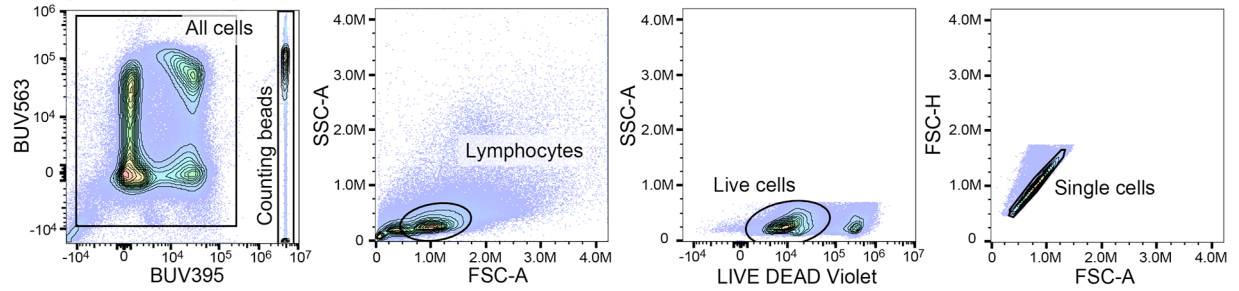 10⁶
10⁵
10⁴
0
-10⁴
BUV563
All cells
Counting beads
-10⁴ 0 10⁴ 10⁵ 10⁶ 10⁷
BUV395
4.0M
3.0M
2.0M
1.0M
0
SSC-A
Lymphocytes
0 1.0M 2.0M 3.0M 4.0M
FSC-A
4.0M
3.0M
2.0M
1.0M
0
SSC-A
Live cells
-10⁴ 0 10⁴ 10⁵ 10⁶ 10⁷
LIVE DEAD Violet
4.0M
3.0M
2.0M
1.0M
0
FSC-H
Single cells
0 1.0M 2.0M 3.0M 4.0M
FSC-A